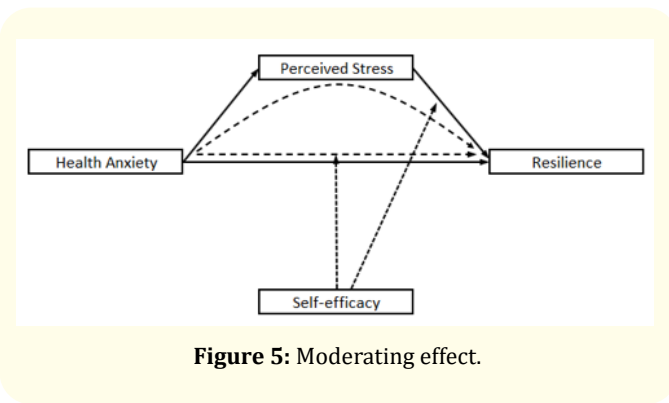 Perceived Stress
Health Anxiety
Resilience
Self-efficacy
Figure 5: Moderating effect.